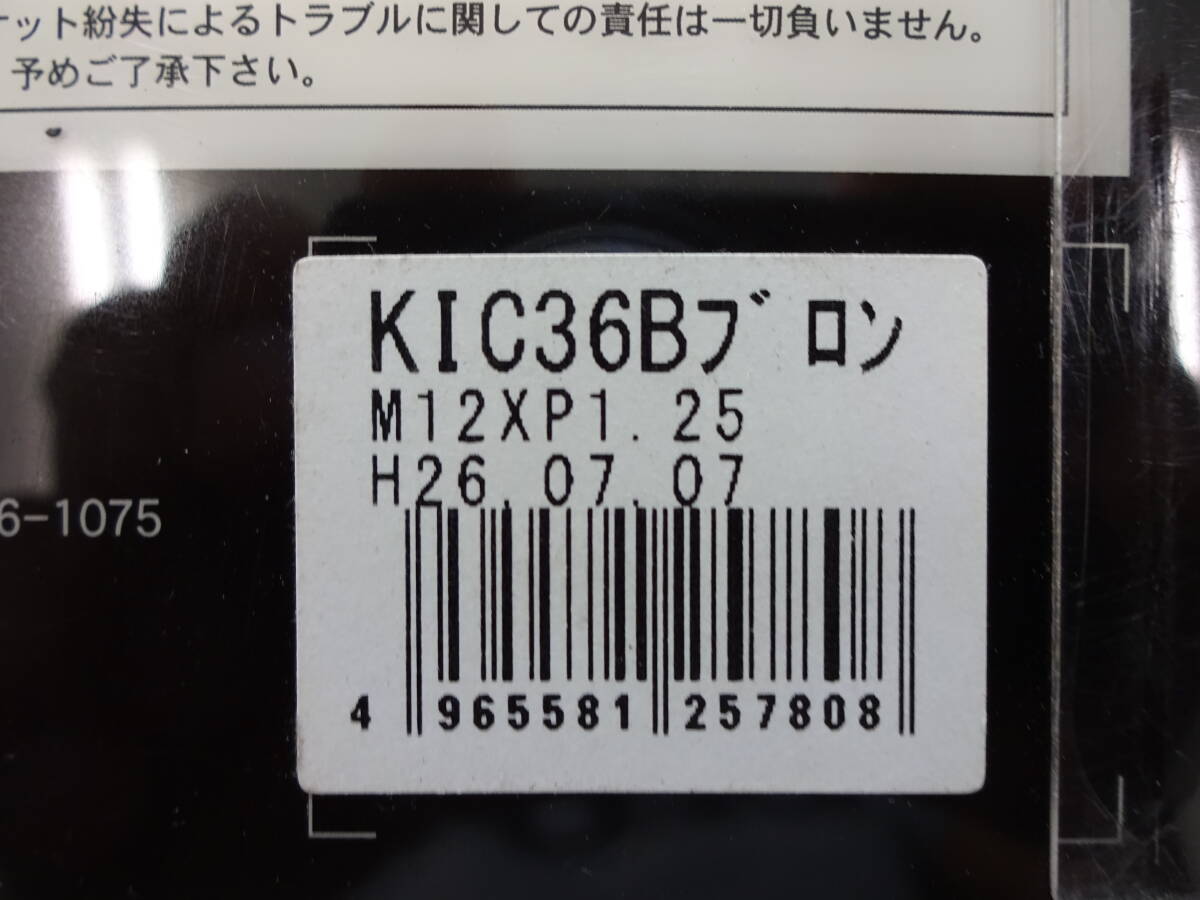 ケット紛失によるトラブルに関しての責任は一切負いません。
予めご了承下さい。
KIC36Bﾌﾞﾛﾝ
M12XP1.25
H26.07.07
6-1075
4 965581 257808